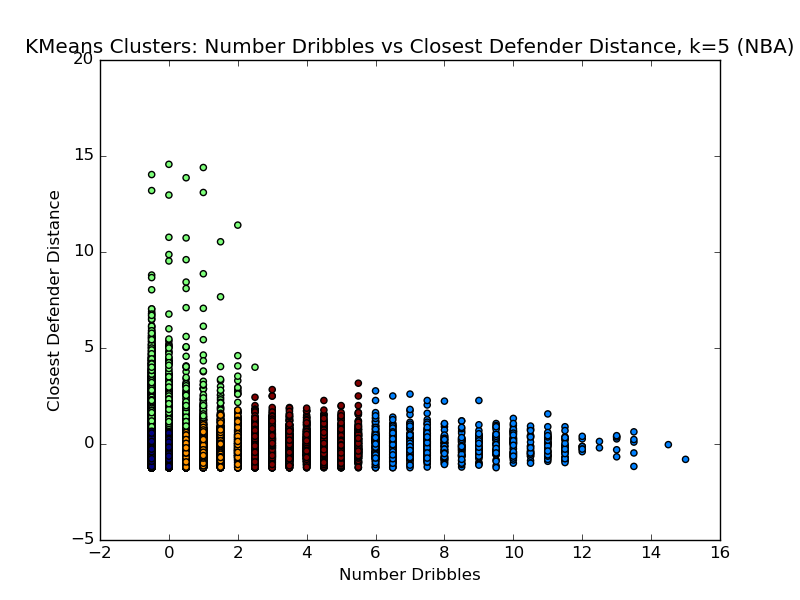 KMeans Clusters: Number Dribbles vs Closest Defender Distance, k=5 (NBA)
20
15
10
5
0
−5
Closest Defender Distance
−2 0 2 4 6 8 10 12 14 16
Number Dribbles